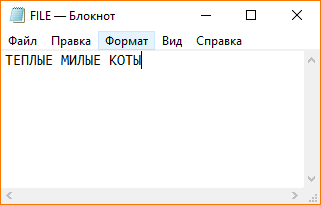 FILE — Блокнот
Файл Правка Формат Вид Справка
ТЕПЛЫЕ МИЛЫЕ КОТЫ